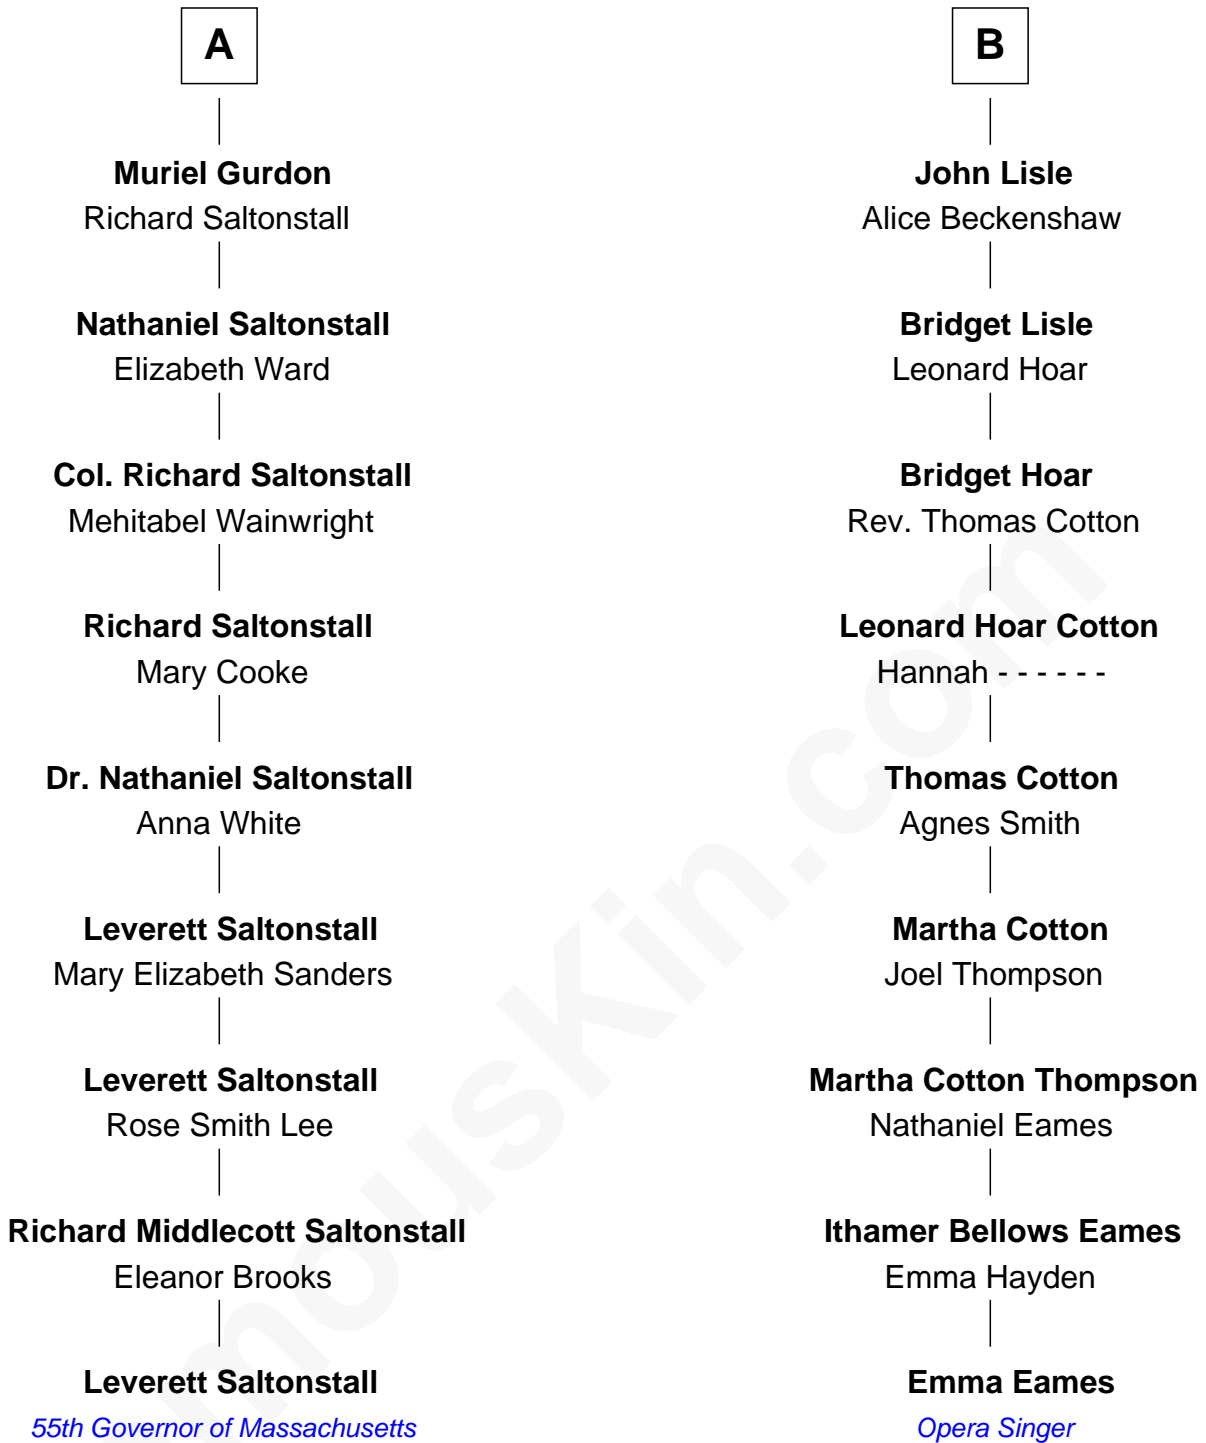 A
Muriel Gurdon
Richard Saltonstall
Nathaniel Saltonstall
Elizabeth Ward
Col. Richard Saltonstall
Mehitabel Wainwright
Richard Saltonstall
Mary Cooke
Dr. Nathaniel Saltonstall
Anna White
Leverett Saltonstall
Mary Elizabeth Sanders
Leverett Saltonstall
Rose Smith Lee
Richard Middlecott Saltonstall
Eleanor Brooks
Leverett Saltonstall
55th Governor of Massachusetts
B
John Lisle
Alice Beckenshaw
Bridget Lisle
Leonard Hoar
Bridget Hoar
Rev. Thomas Cotton
Leonard Hoar Cotton
Hannah - - - - - -
Thomas Cotton
Agnes Smith
Martha Cotton
Joel Thompson
Martha Cotton Thompson
Nathaniel Eames
Ithamer Bellows Eames
Emma Hayden
Emma Eames
Opera Singer
mousKin.com